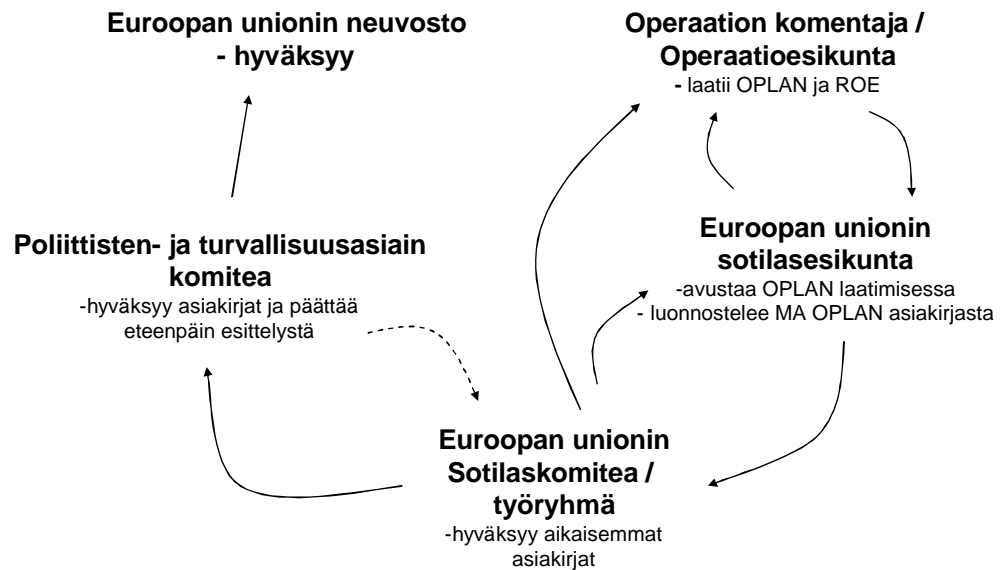 Euroopan unionin neuvosto
- hyväksyy
Operaation komentaja /
Operaatioesikunta
- laatii OPLAN ja ROE
Poliittisten- ja turvallisuusasiain
komitea
-hyväksyy asiakirjat ja päättää
eteenpäin esittelystä
Euroopan unionin
sotilasesikunta
-avustaa OPLAN laatimisessa
- luonnostelee MA OPLAN asiakirjasta
Euroopan unionin
Sotilaskomitea /
työryhmä
-hyväksyy aikaisemmat
asiakirjat